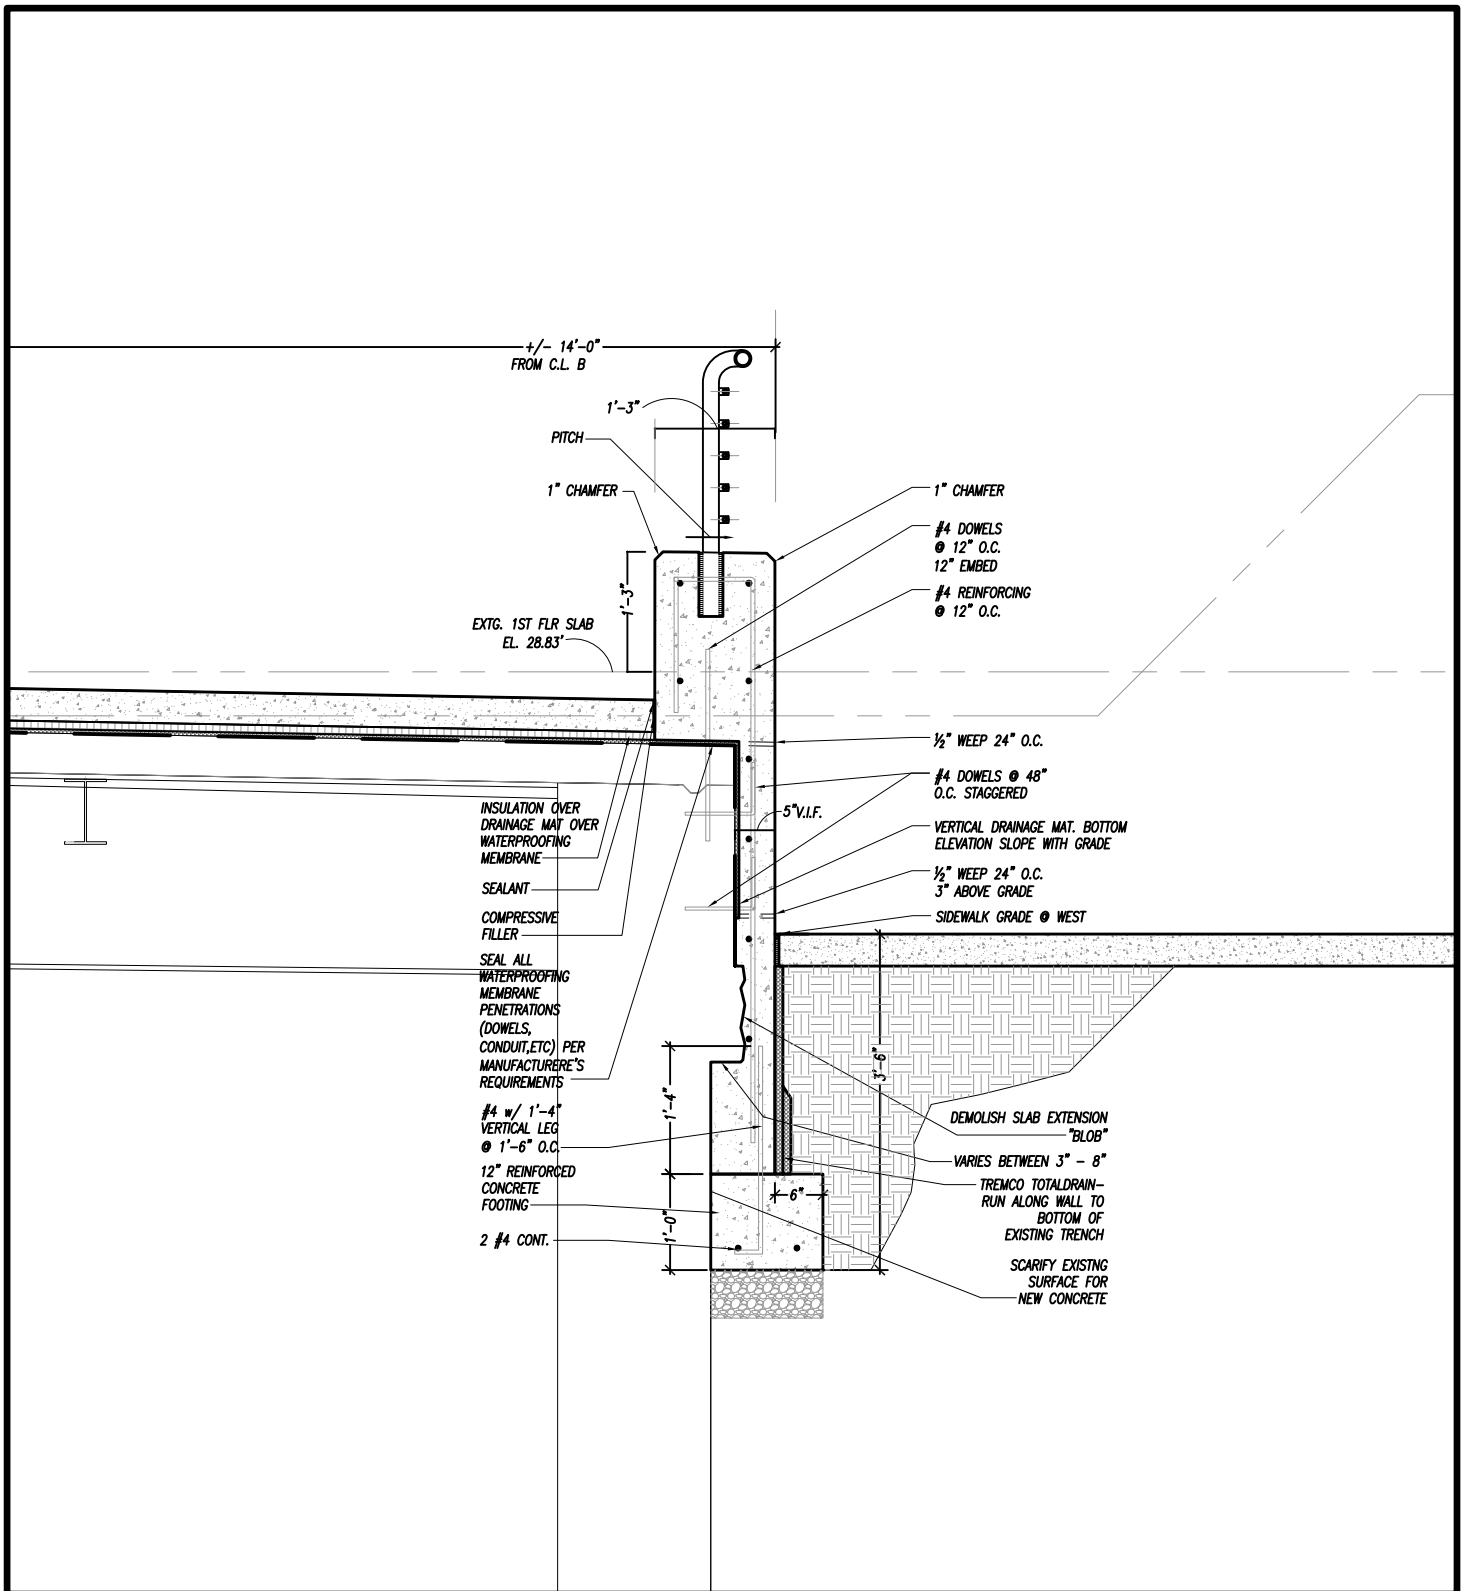 +/- 14'-0"
FROM C.L. B
1'-3"
PITCH
1" CHAMFER
1'-3"
EXTG. 1ST FLR SLAB
EL. 28.83'
1" CHAMFER
#4 DOWELS
@ 12" O.C.
12" EMBED
#4 REINFORCING
@ 12" O.C.
½" WEEP 24" O.C.
#4 DOWELS @ 48"
O.C. STAGGERED
5"V.I.F.
VERTICAL DRAINAGE MAT. BOTTOM
ELEVATION SLOPE WITH GRADE
½" WEEP 24" O.C.
3" ABOVE GRADE
SIDEWALK GRADE @ WEST
INSULATION OVER
DRAINAGE MAT OVER
WATERPROOFING
MEMBRANE
SEALANT
COMPRESSIVE
FILLER
SEAL ALL
WATERPROOFING
MEMBRANE
PENETRATIONS
(DOWELS,
CONDUIT,ETC) PER
MANUFACTURERE'S
REQUIREMENTS
#4 w/ 1'-4"
VERTICAL LEG
@ 1'-6" O.C.
12" REINFORCED
CONCRETE
FOOTING
2 #4 CONT.
1'-4"
1'-0"
6"
3'-6"
DEMOLISH SLAB EXTENSION
"BLOB"
VARIES BETWEEN 3" - 8"
TREMCO TOTALDRAIN-
RUN ALONG WALL TO
BOTTOM OF
EXISTING TRENCH
SCARIFY EXISTNG
SURFACE FOR
NEW CONCRETE